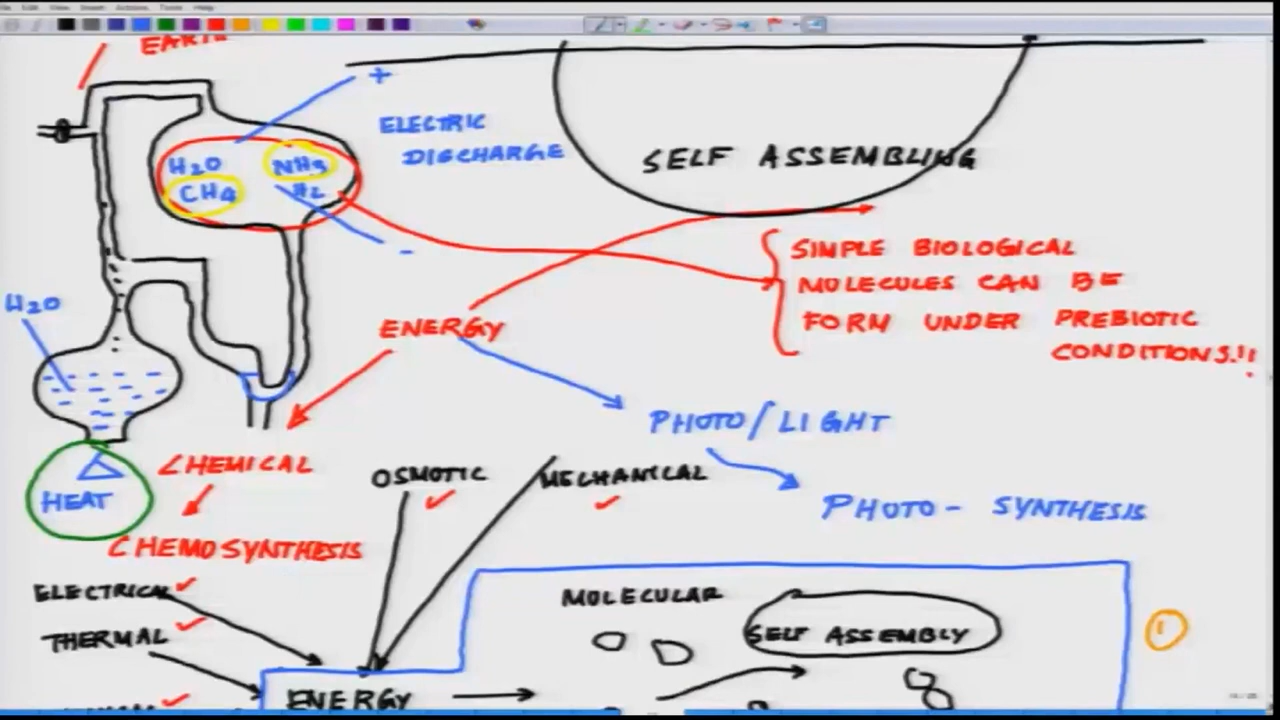 EARTH
+
ELECTRIC
DISCHARGE
H2O NH3
CH4 H2
-
SELF ASSEMBLING
SIMPLE BIOLOGICAL
MOLECULES CAN BE
FORM UNDER PREBIOTIC
CONDITIONS.!!
H2O
ENERGY
PHOTO/LIGHT
HEAT
CHEMICAL
OSMOTIC
MECHANICAL
PHOTO - SYNTHESIS
CHEMOSYNTHESIS
ELECTRICAL
THERMAL
MOLECULAR
SELF ASSEMBLY
1
ENERGY